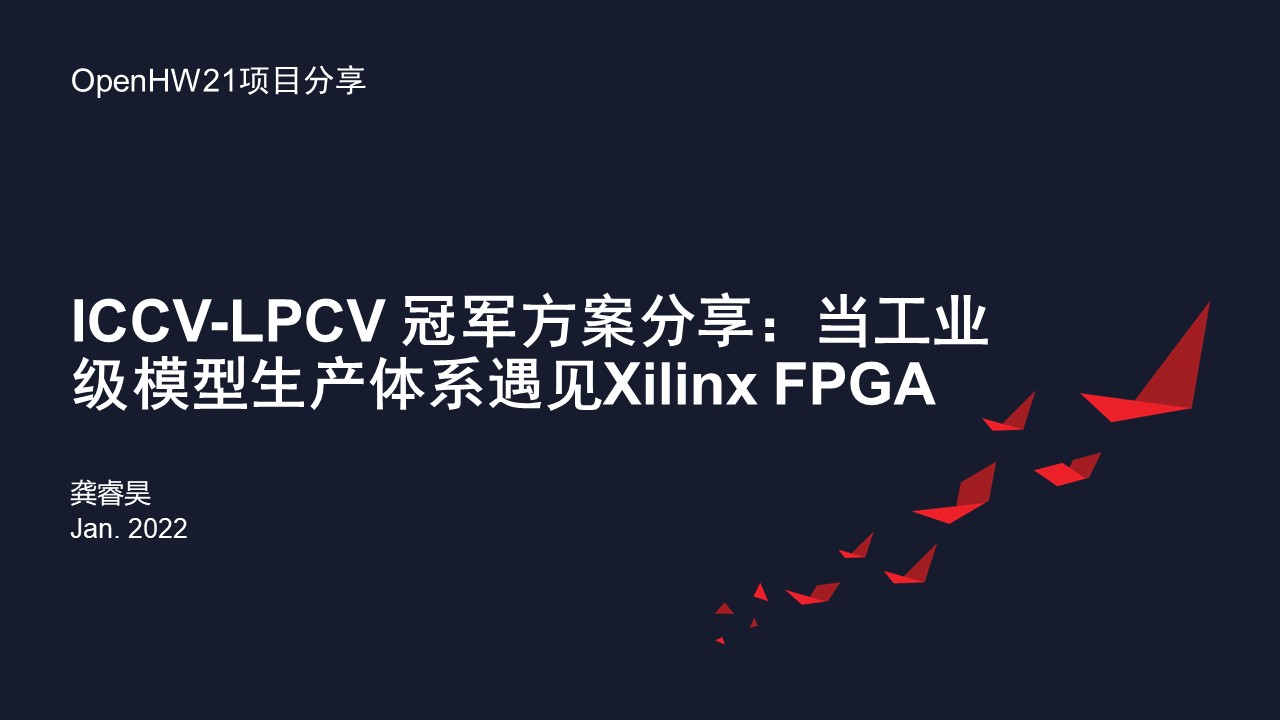 OpenHW21项目分享
ICCV-LPCV 冠军方案分享：当工业
级模型生产体系遇见Xilinx FPGA
龚睿昊
Jan. 2022